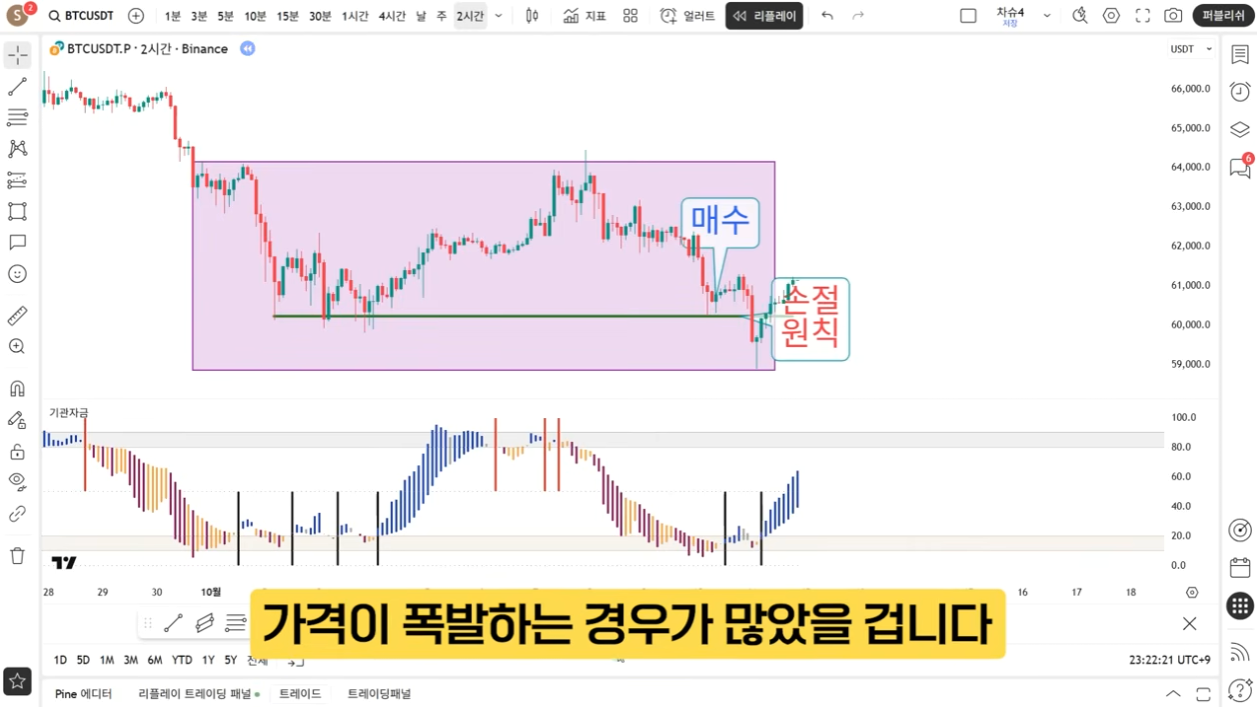 S 2
BTCUSDT 1분 3분 5분 10분 15분 30분 1시간 4시간 날 주 2시간 지표 얼러트 리플레이 차슈4 퍼블리쉬
저장
BTCUSDT.P · 2시간 · Binance
USDT
66,000.0
65,000.0
64,000.0
63,000.0
62,000.0
61,000.0
60,000.0
59,000.0
6
매수
손절
원칙
기관자금
100.0
80.0
60.0
40.0
20.0
0.0
28 29 30 10월 16 17 18
가격이 폭발하는 경우가 많았을 겁니다
1D 5D 1M 3M 6M YTD 1Y 5Y 전체
23:22:21 UTC+9
Pine 에디터 리플레이 트레이딩 패널 트레이드 트레이딩패널